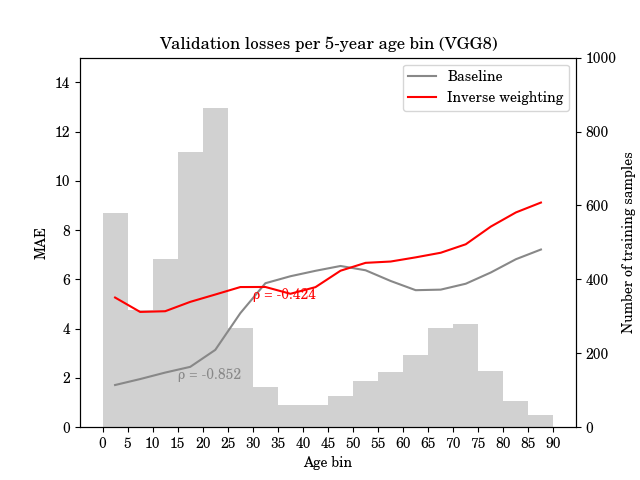 Validation losses per 5-year age bin (VGG8)
Baseline
Inverse weighting
14
12
10
8
6
4
2
0
MAE
1000
800
600
400
200
0
Number of training samples
ρ = -0.424
ρ = -0.852
0 5 10 15 20 25 30 35 40 45 50 55 60 65 70 75 80 85 90
Age bin